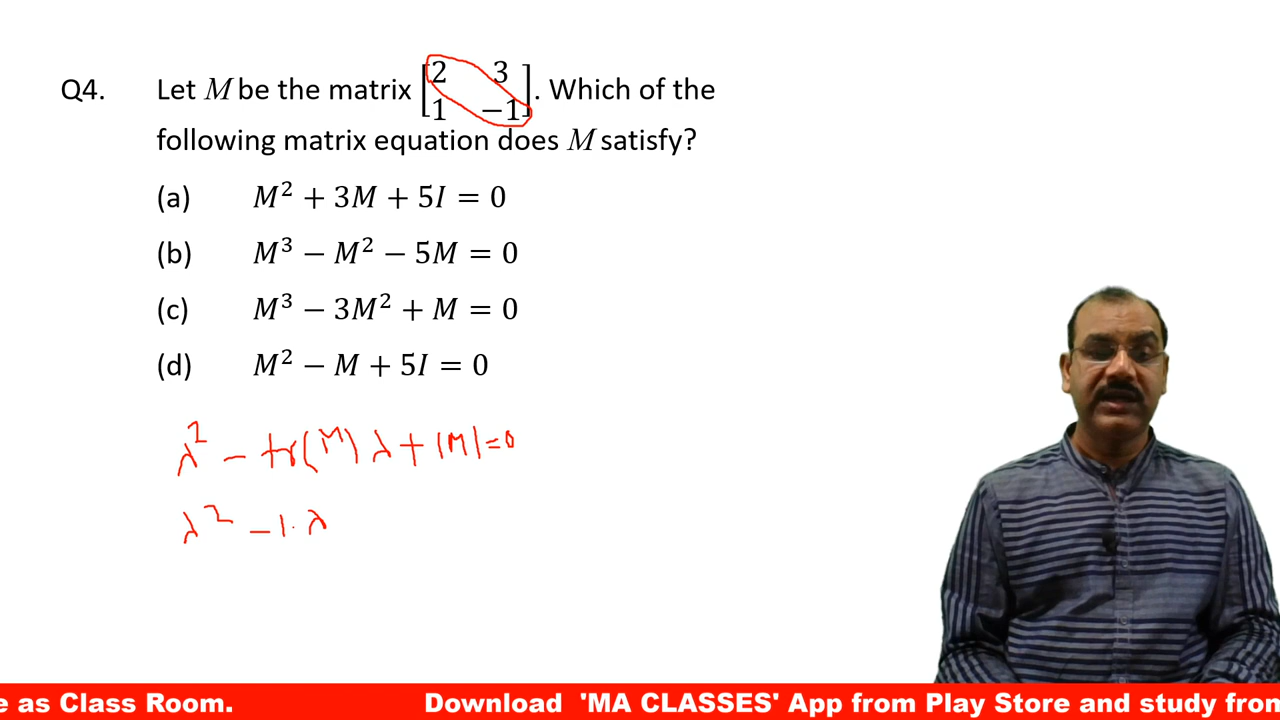 Q4. Let M be the matrix [2 3
1 −1]. Which of the
following matrix equation does M satisfy?
(a) M² + 3M + 5I = 0
(b) M³ − M² − 5M = 0
(c) M³ − 3M² + M = 0
(d) M² − M + 5I = 0
λ² − tr(M) λ + |M| = 0
λ² − 1· λ
e as Class Room. Download 'MA CLASSES' App from Play Store and study from